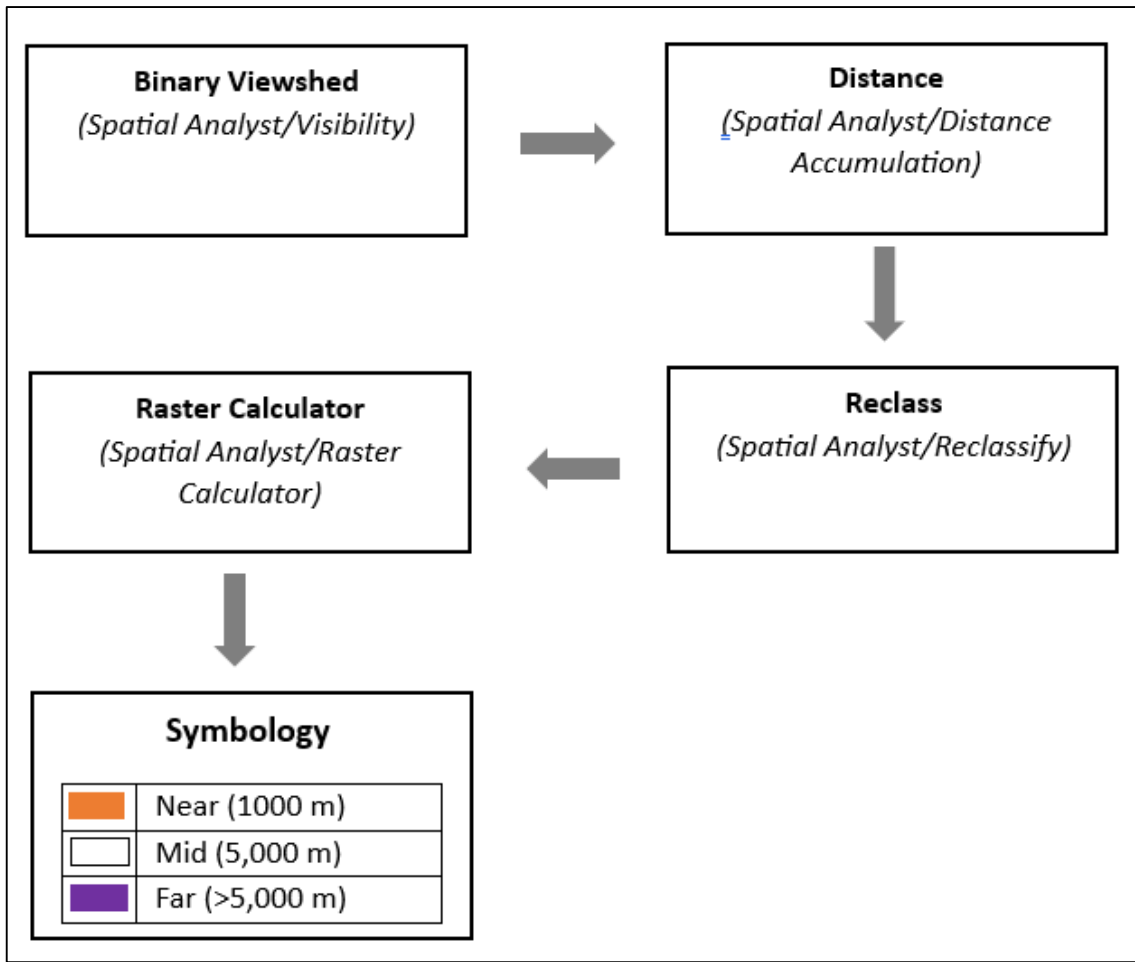 Binary Viewshed
(Spatial Analyst/Visibility)
Distance
(Spatial Analyst/Distance
Accumulation)
Reclass
(Spatial Analyst/Reclassify)
Raster Calculator
(Spatial Analyst/Raster
Calculator)
Symbology
Near (1000 m)
Mid (5,000 m)
Far (>5,000 m)